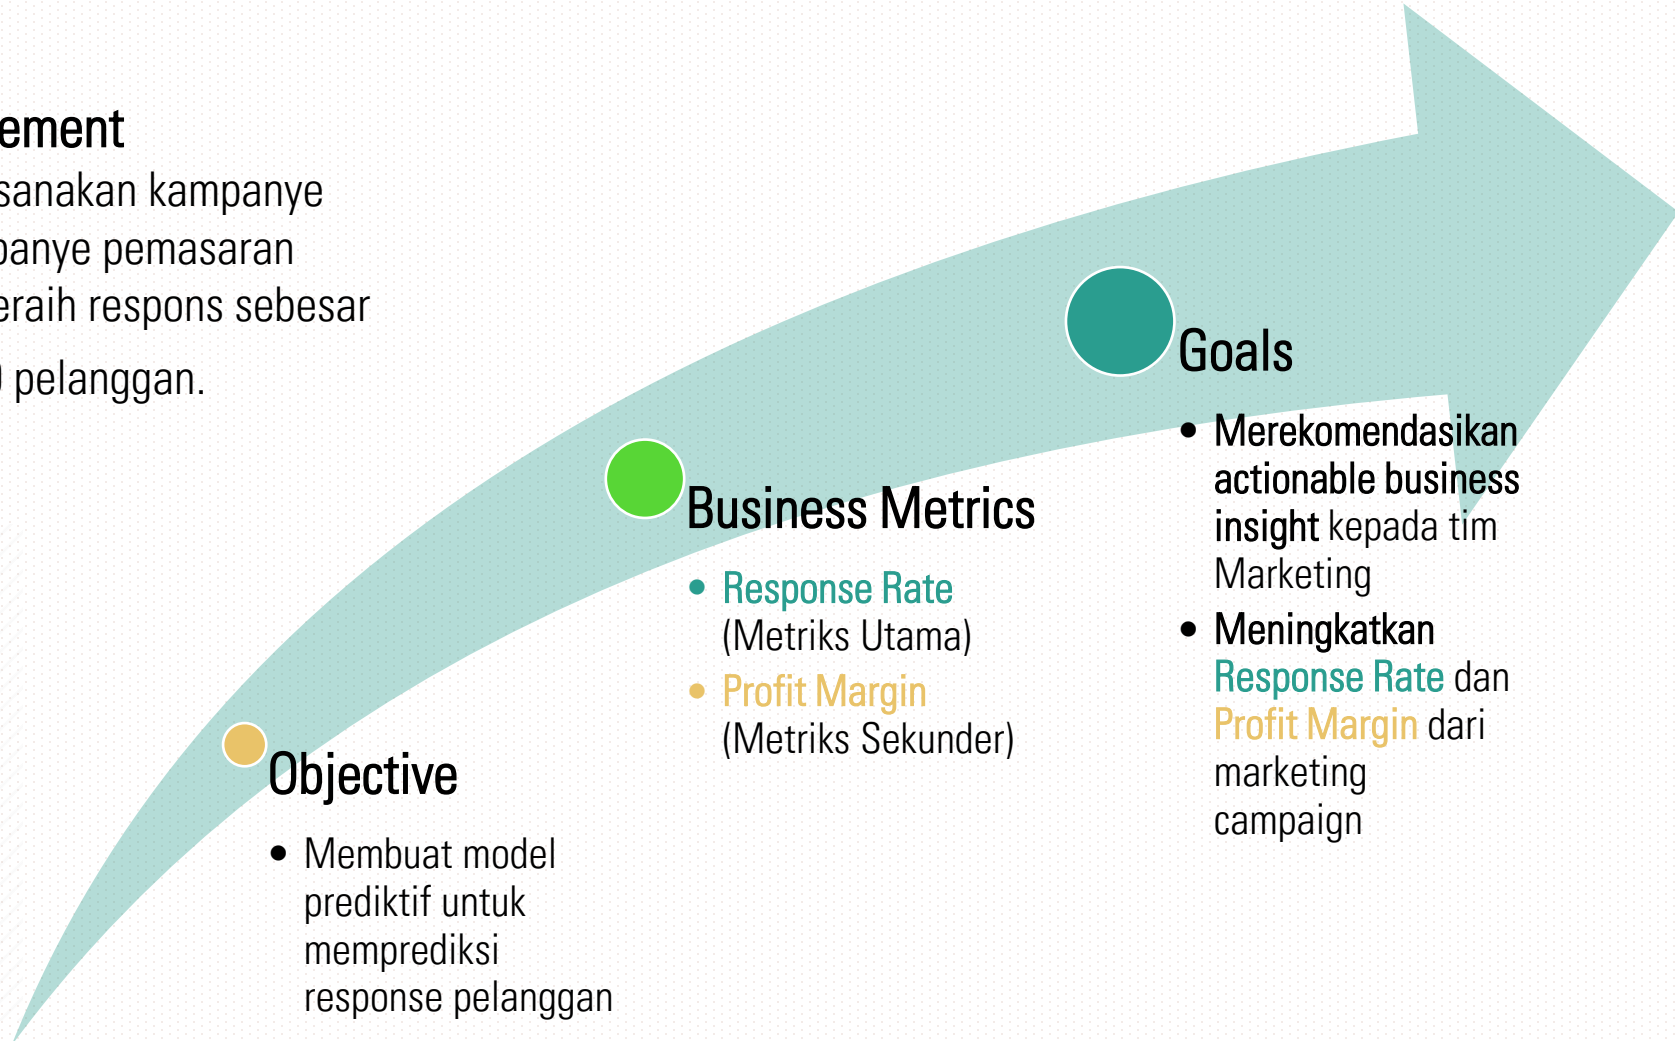 ement
sanakan kampanye
panye pemasaran
eraih respons sebesar
pelanggan.
Goals
• Merekomendasikan
actionable business
insight kepada tim
Marketing
• Meningkatkan
Response Rate dan
Profit Margin dari
marketing
campaign
Business Metrics
• Response Rate
(Metriks Utama)
• Profit Margin
(Metriks Sekunder)
Objective
• Membuat model
prediktif untuk
memprediksi
response pelanggan